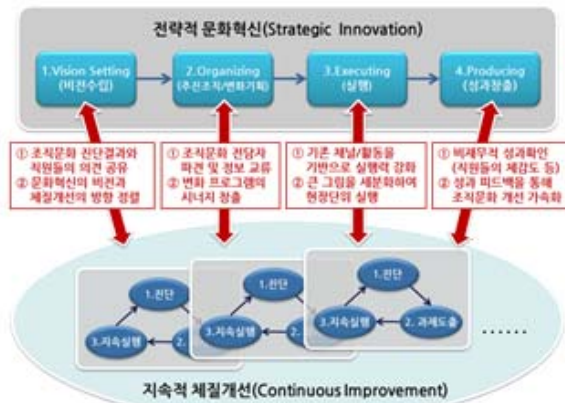 전략적 문화혁신(Strategic Innovation)
1.Vision Setting
(비전수립)
2.Organizing
(추진조직/변화기획)
3.Executing
(실행)
4.Producing
(성과창출)
① 조직문화 진단결과와
직원들의 의견 공유
② 문화혁신의 비전과
체질개선의 방향 정렬
① 조직문화 전담자
파견 및 정보 교류
② 변화 프로그램의
시너지 창출
① 기존 채널/활동을
기반으로 실행력 강화
② 큰 그림을 세분화하여
현장단위 실행
① 비재무적 성과확인
(직원들의 체감도 등)
② 성과 피드백을 통해
조직문화 개선 가속화
1.진단
3.지속실행
2.
1.진단
3.지속실행
2.
1.진단
3.지속실행
2. 과제도출
······
지속적 체질개선(Continuous Improvement)